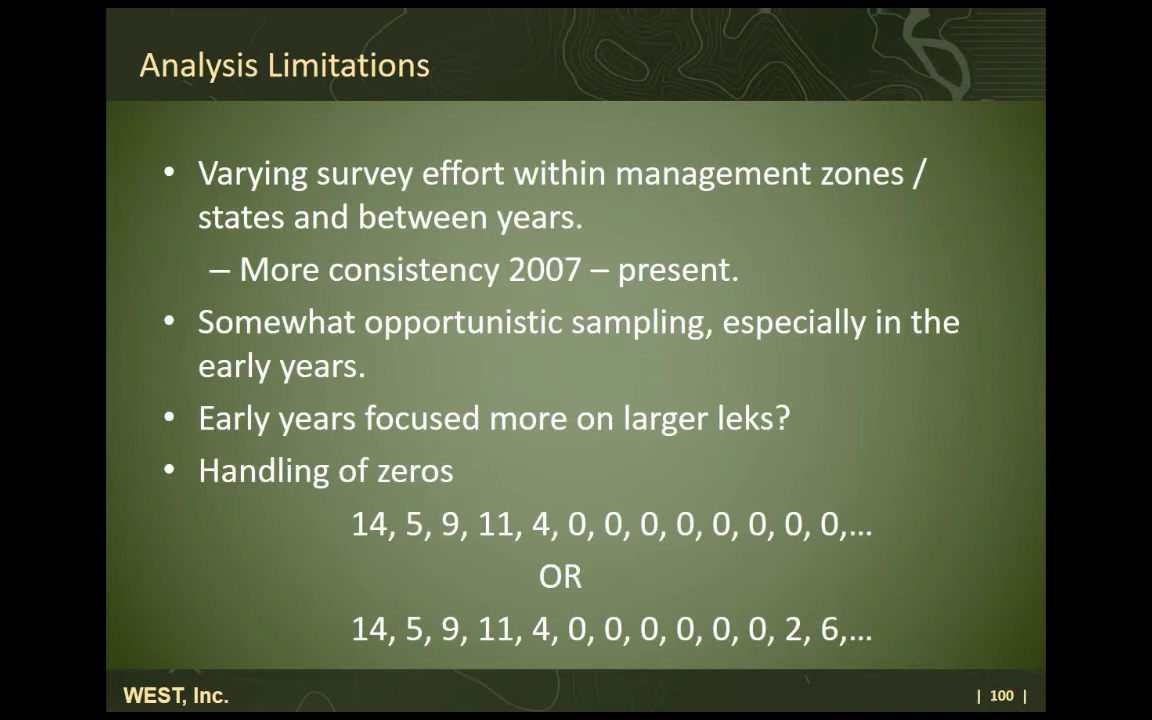 Analysis Limitations
• Varying survey effort within management zones /
states and between years.
– More consistency 2007 – present.
• Somewhat opportunistic sampling, especially in the
early years.
• Early years focused more on larger leks?
• Handling of zeros
14, 5, 9, 11, 4, 0, 0, 0, 0, 0, 0, 0, 0,...
OR
14, 5, 9, 11, 4, 0, 0, 0, 0, 0, 0, 2, 6,...
WEST, Inc.
| 100 |